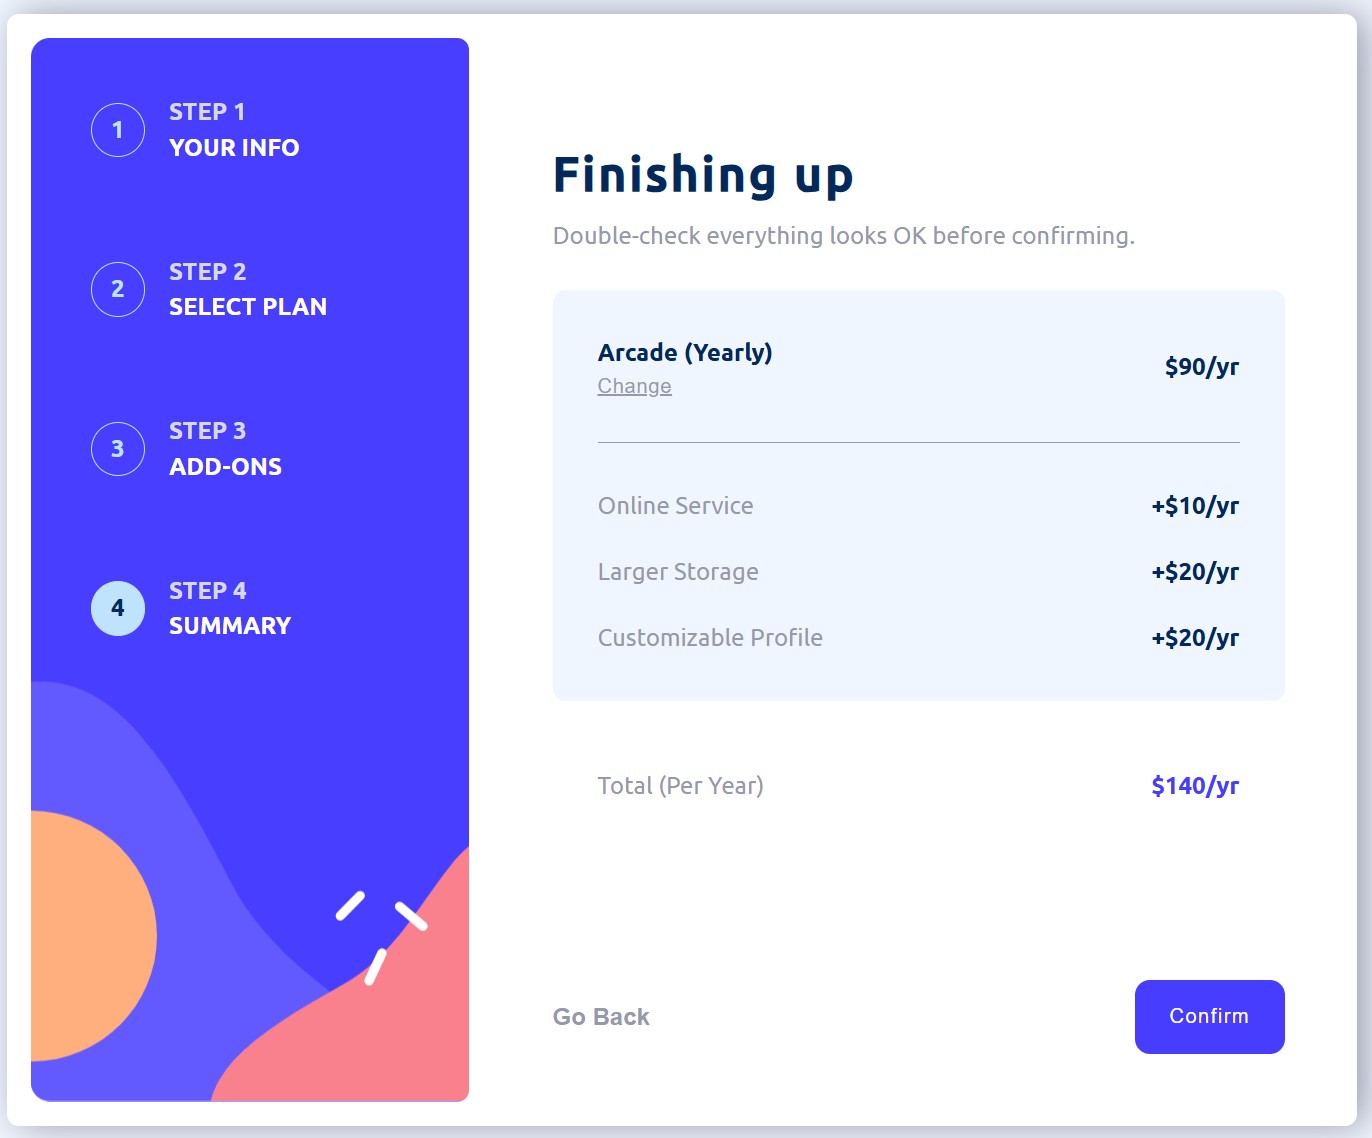 1
STEP 1
YOUR INFO
2
STEP 2
SELECT PLAN
3
STEP 3
ADD-ONS
4
STEP 4
SUMMARY
Finishing up
Double-check everything looks OK before confirming.
Arcade (Yearly)
Change
$90/yr
Online Service +$10/yr
Larger Storage +$20/yr
Customizable Profile +$20/yr
Total (Per Year) $140/yr
Go Back
Confirm